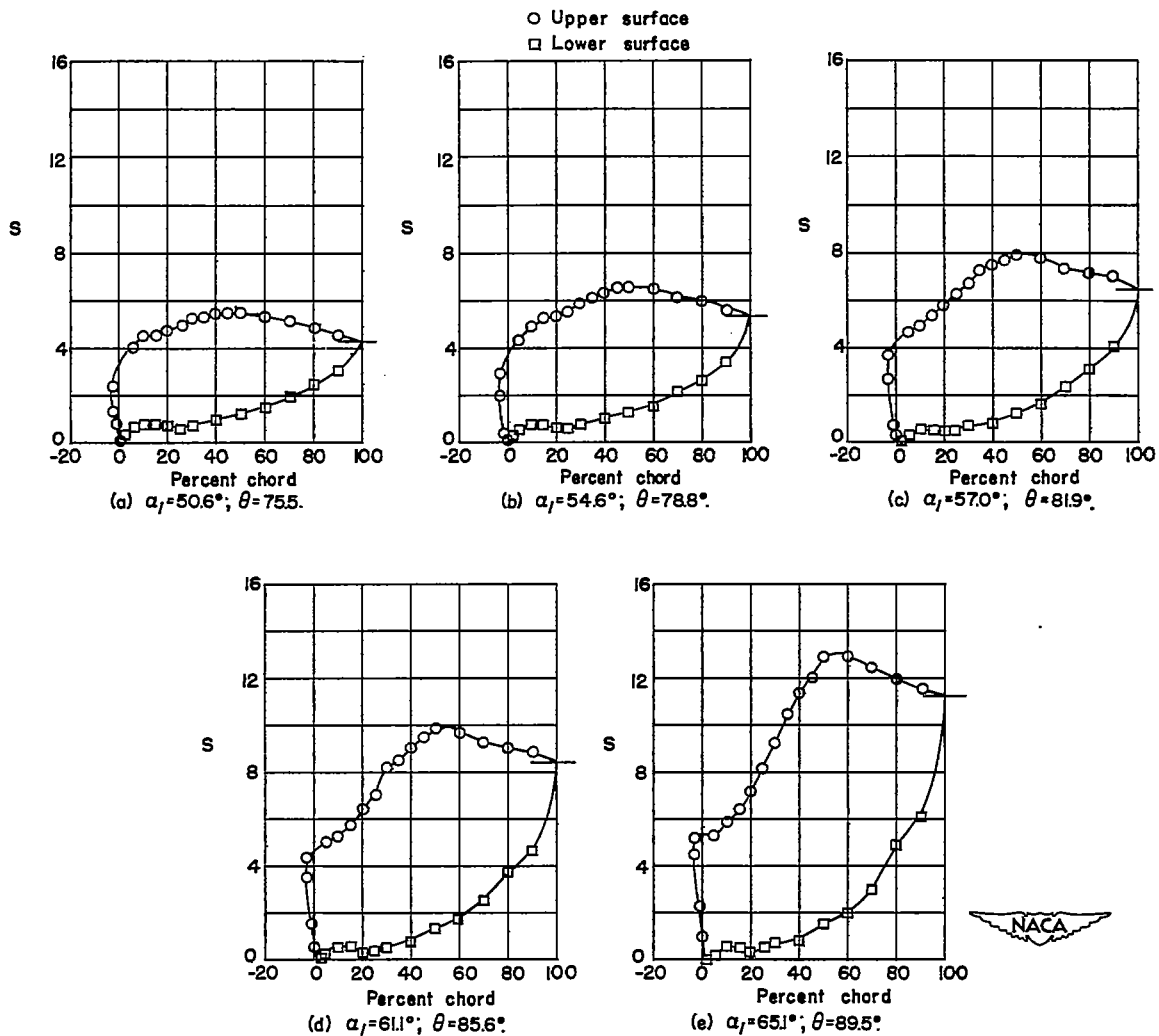 ○ Upper surface
□ Lower surface
16
12
S
8
4
0
-20 0 20 40 60 80 100
Percent chord
(a) α₁=50.6°; θ=75.5.
16
12
S
8
4
0
-20 0 20 40 60 80 100
Percent chord
(b) α₁=54.6°; θ=78.8°.
16
12
S
8
4
0
-20 0 20 40 60 80 100
Percent chord
(c) α₁=57.0°; θ=81.9°.
16
12
S
8
4
0
-20 0 20 40 60 80 100
Percent chord
(d) α₁=61.1°; θ=85.6°.
16
12
S
8
4
0
-20 0 20 40 60 80 100
Percent chord
(e) α₁=65.1°; θ=89.5°.
NACA